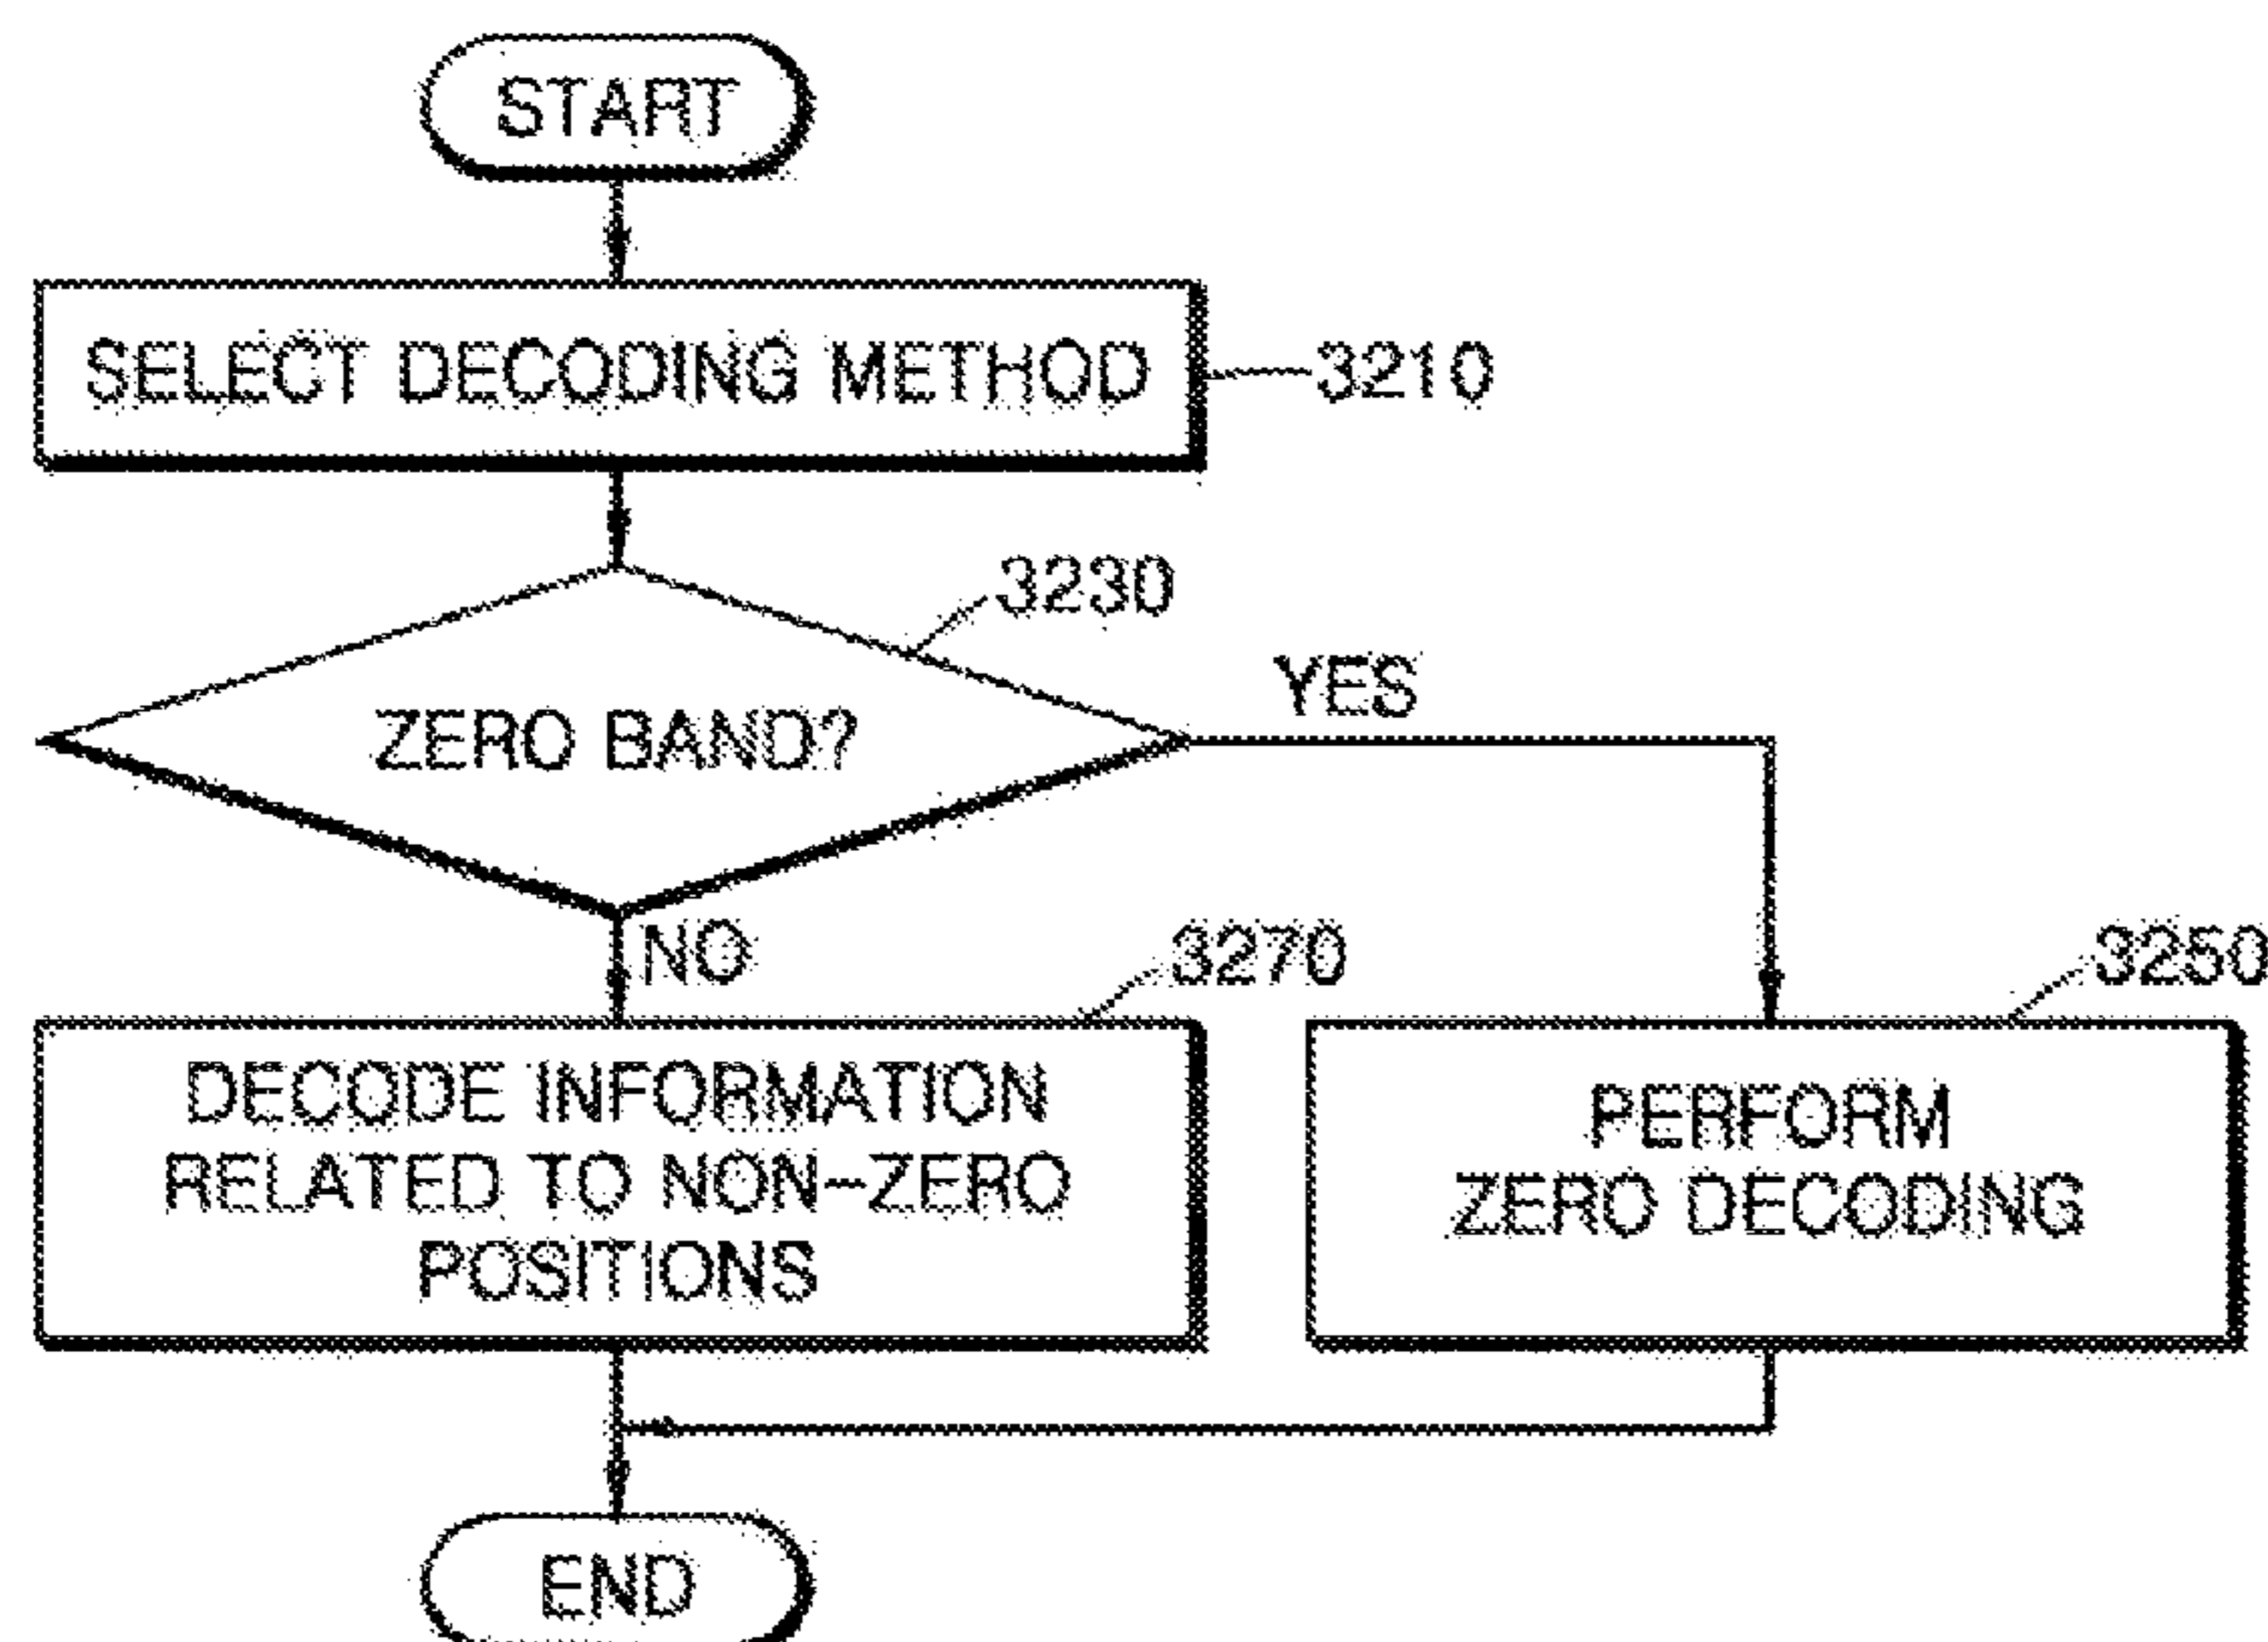 START
SELECT DECODING METHOD
3210
3230
ZERO BAND?
YES
NO
3270
3250
DECODE INFORMATION
RELATED TO NON-ZERO
POSITIONS
PERFORM
ZERO DECODING
END